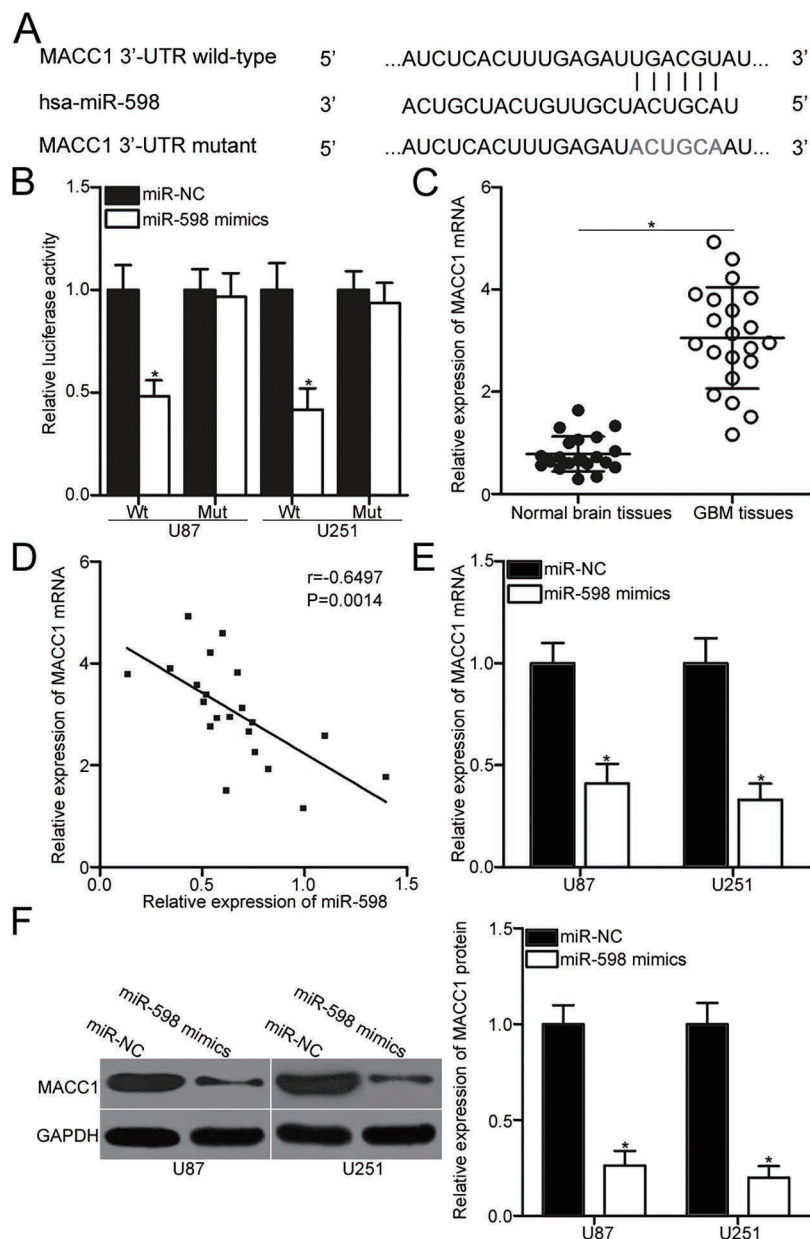 A
MACC1 3'-UTR wild-type 5' ...AUCUCACUUUGAGAUUGACGUAU... 3'
hsa-miR-598 3' ACUGCUACUGUUGCUACUGCAU 5'
MACC1 3'-UTR mutant 5' ...AUCUCACUUUGAGAUACUGCAAU... 3'
B
Relative luciferase activity
miR-NC
miR-598 mimics
1.5
1.0
0.5
0.0
*
*
Wt Mut Wt Mut
U87 U251
C
Relative expression of MACC1 mRNA
6
4
2
0
*
Normal brain tissues GBM tissues
D
Relative expression of MACC1 mRNA
6
4
2
0
r=-0.6497
P=0.0014
0.0 0.5 1.0 1.5
Relative expression of miR-598
E
Relative expression of MACC1 mRNA
miR-NC
miR-598 mimics
1.5
1.0
0.5
0.0
*
*
U87 U251
F
miR-NC miR-598 mimics miR-NC miR-598 mimics
MACC1
GAPDH
U87 U251
Relative expression of MACC1 protein
miR-NC
miR-598 mimics
1.5
1.0
0.5
0.0
*
*
U87 U251